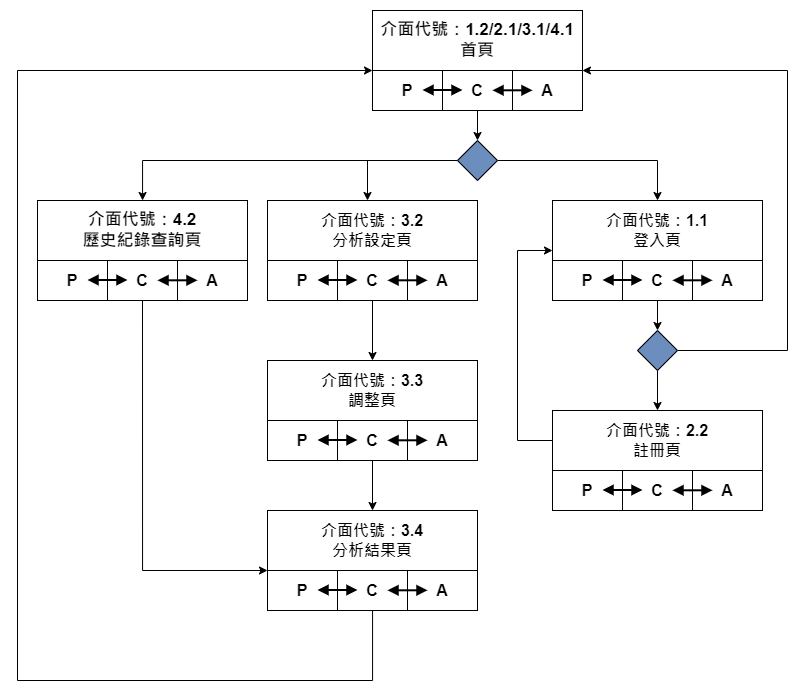 介面代號：1.2/2.1/3.1/4.1
首頁
P C A
介面代號：4.2
歷史紀錄查詢頁
P C A
介面代號：3.2
分析設定頁
P C A
介面代號：1.1
登入頁
P C A
介面代號：3.3
調整頁
P C A
介面代號：2.2
註冊頁
P C A
介面代號：3.4
分析結果頁
P C A